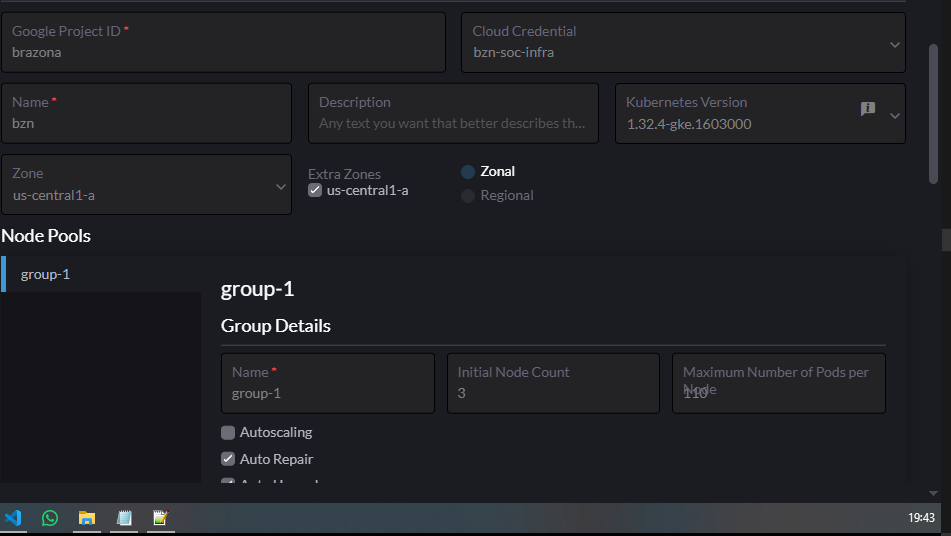 Google Project ID *
brazona
Cloud Credential
bzn-soc-infra
Name *
bzn
Description
Any text you want that better describes th...
Kubernetes Version
1.32.4-gke.1603000
Zone
us-central1-a
Extra Zones
us-central1-a
Zonal
Regional
Node Pools
group-1
group-1
Group Details
Name *
group-1
Initial Node Count
3
Maximum Number of Pods per
Node
110
Autoscaling
Auto Repair
19:43